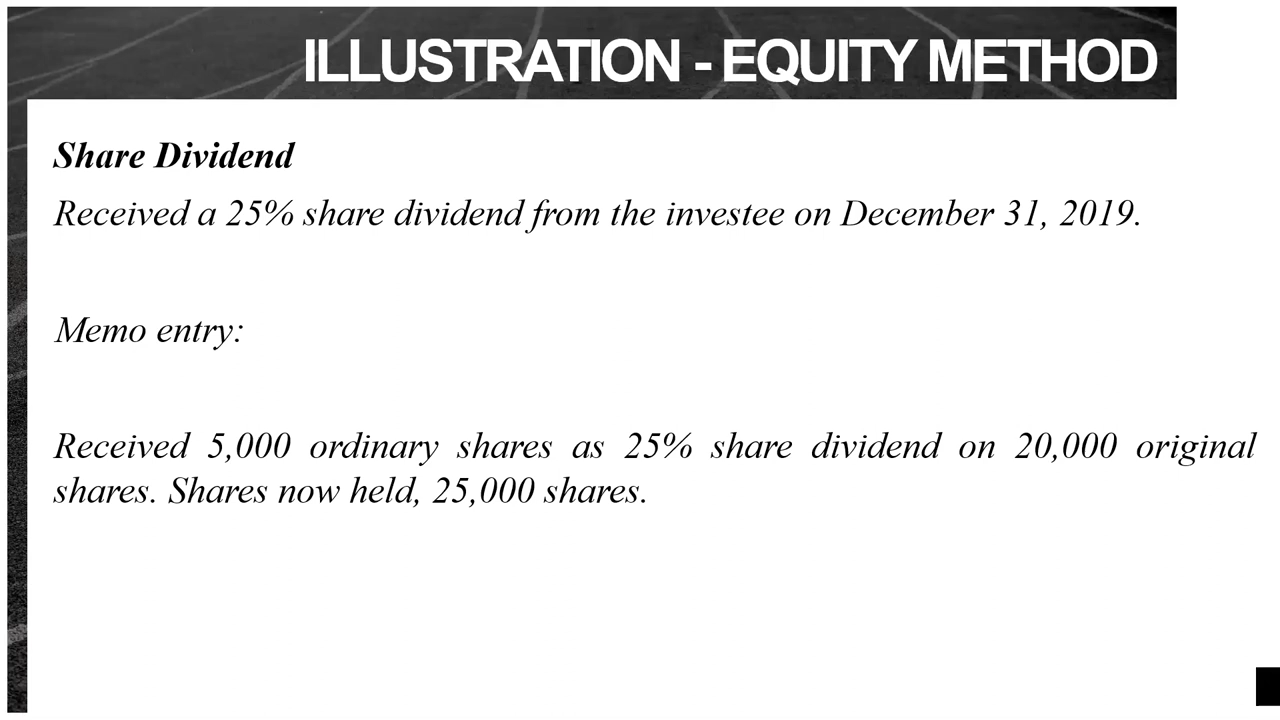 ILLUSTRATION - EQUITY METHOD
Share Dividend
Received a 25% share dividend from the investee on December 31, 2019.
Memo entry:
Received 5,000 ordinary shares as 25% share dividend on 20,000 original
shares. Shares now held, 25,000 shares.